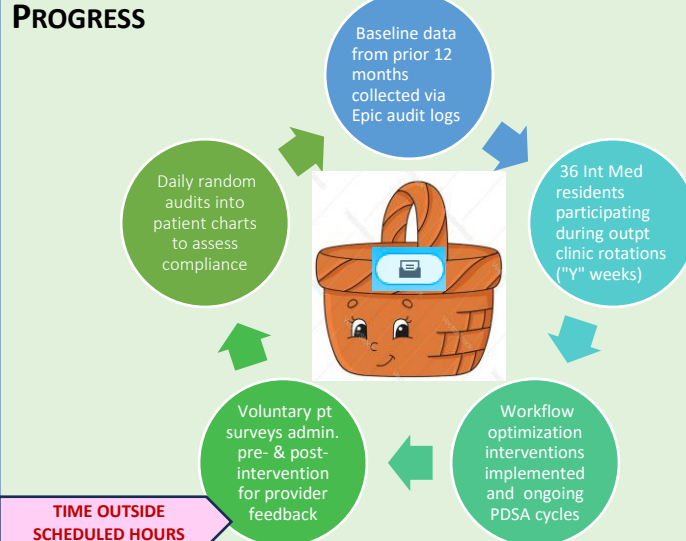 PROGRESS
Baseline data
from prior 12
months
collected via
Epic audit logs
36 Int Med
residents
participating
during outpt
clinic rotations
("Y" weeks)
Workflow
optimization
interventions
implemented
and ongoing
PDSA cycles
Voluntary pt
surveys admin.
pre- & post-
intervention
for provider
feedback
Daily random
audits into
patient charts
to assess
compliance
TIME OUTSIDE
SCHEDULED HOURS